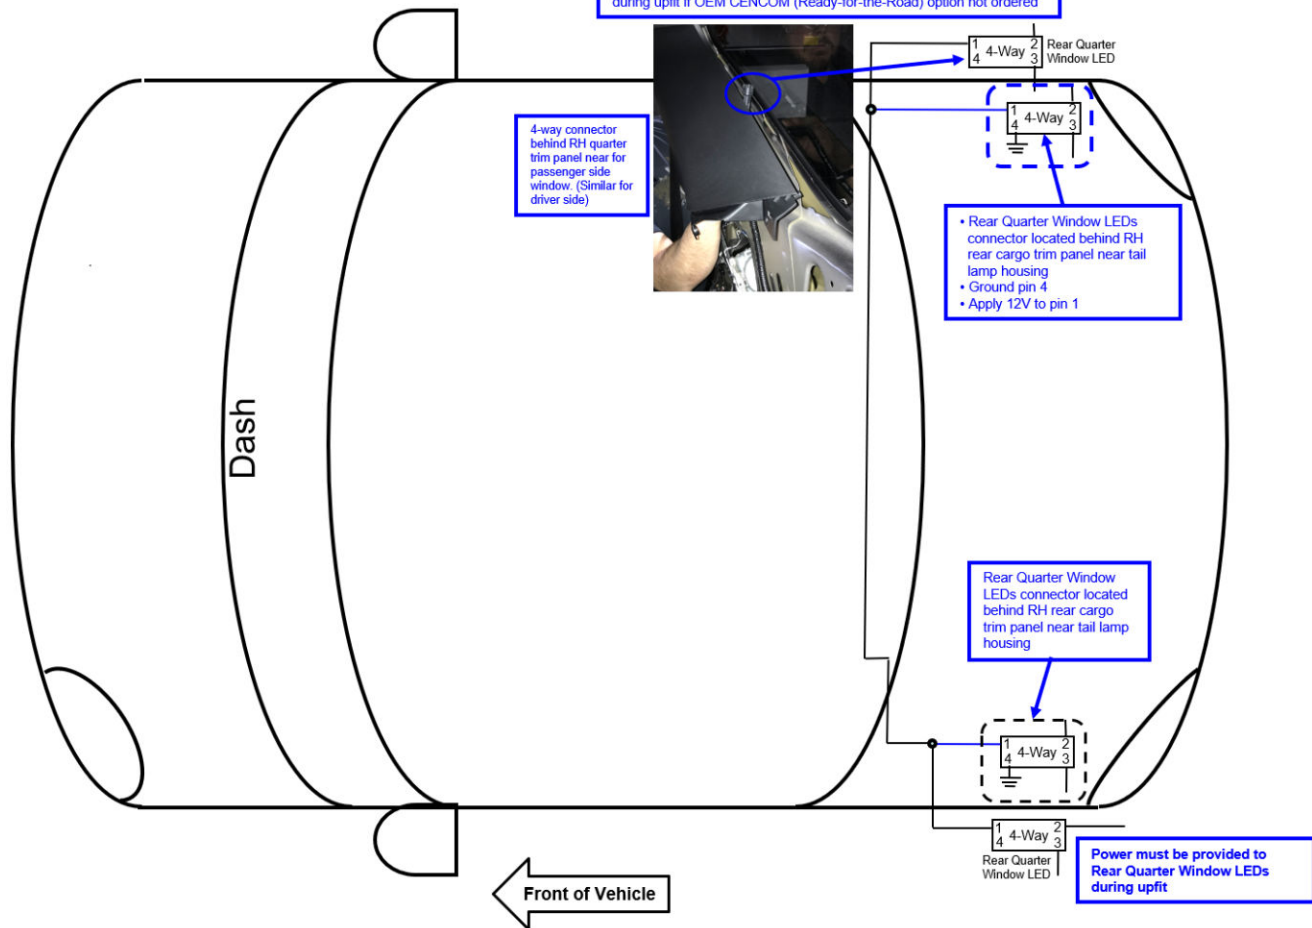 during upfit if OEM CENCOM (Ready-for-the-Road) option not ordered
1 4-Way 2
4 3
Rear Quarter
Window LED
1 4-Way 2
4 3
4-way connector
behind RH quarter
trim panel near for
passenger side
window. (Similar for
driver side)
• Rear Quarter Window LEDs
connector located behind RH
rear cargo trim panel near tail
lamp housing
• Ground pin 4
• Apply 12V to pin 1
Dash
Rear Quarter Window
LEDs connector located
behind RH rear cargo
trim panel near tail lamp
housing
1 4-Way 2
4 3
1 4-Way 2
4 3
Rear Quarter
Window LED
Power must be provided to
Rear Quarter Window LEDs
during upfit
Front of Vehicle